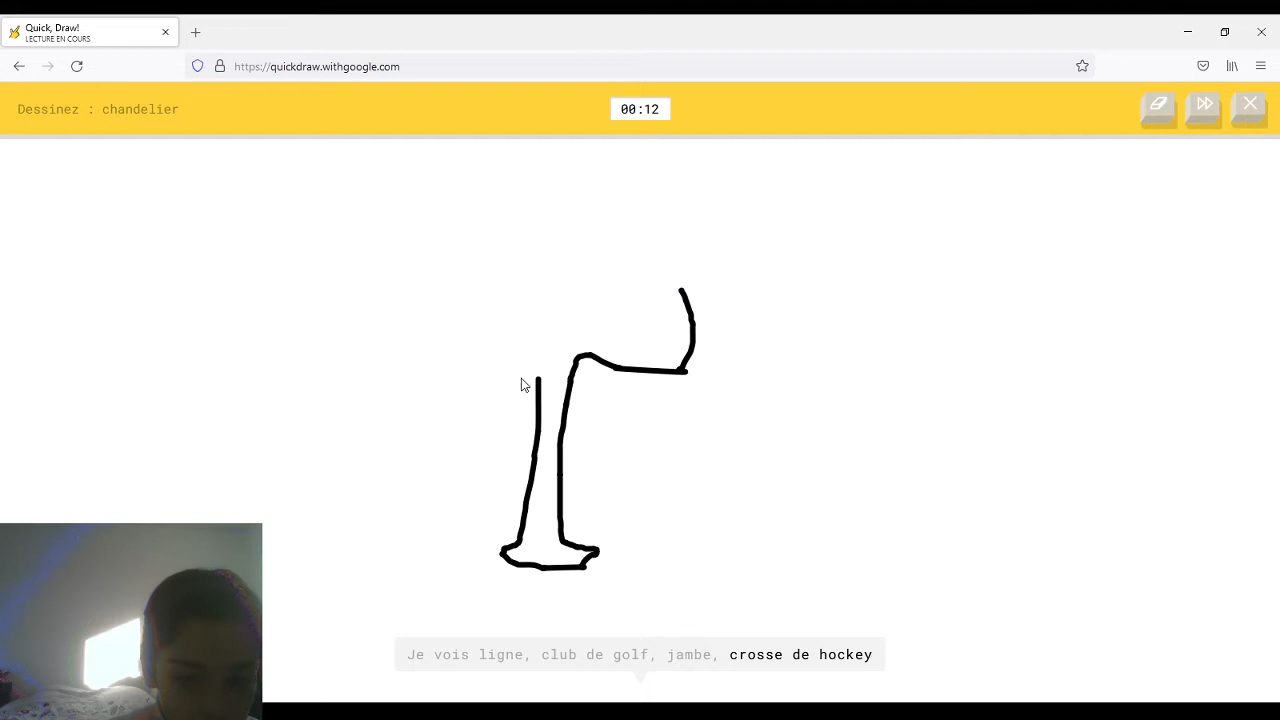 Quick, Draw!
LECTURE EN COURS
https://quickdraw.withgoogle.com
Dessinez : chandelier
00:12
Je vois ligne, club de golf, jambe, crosse de hockey